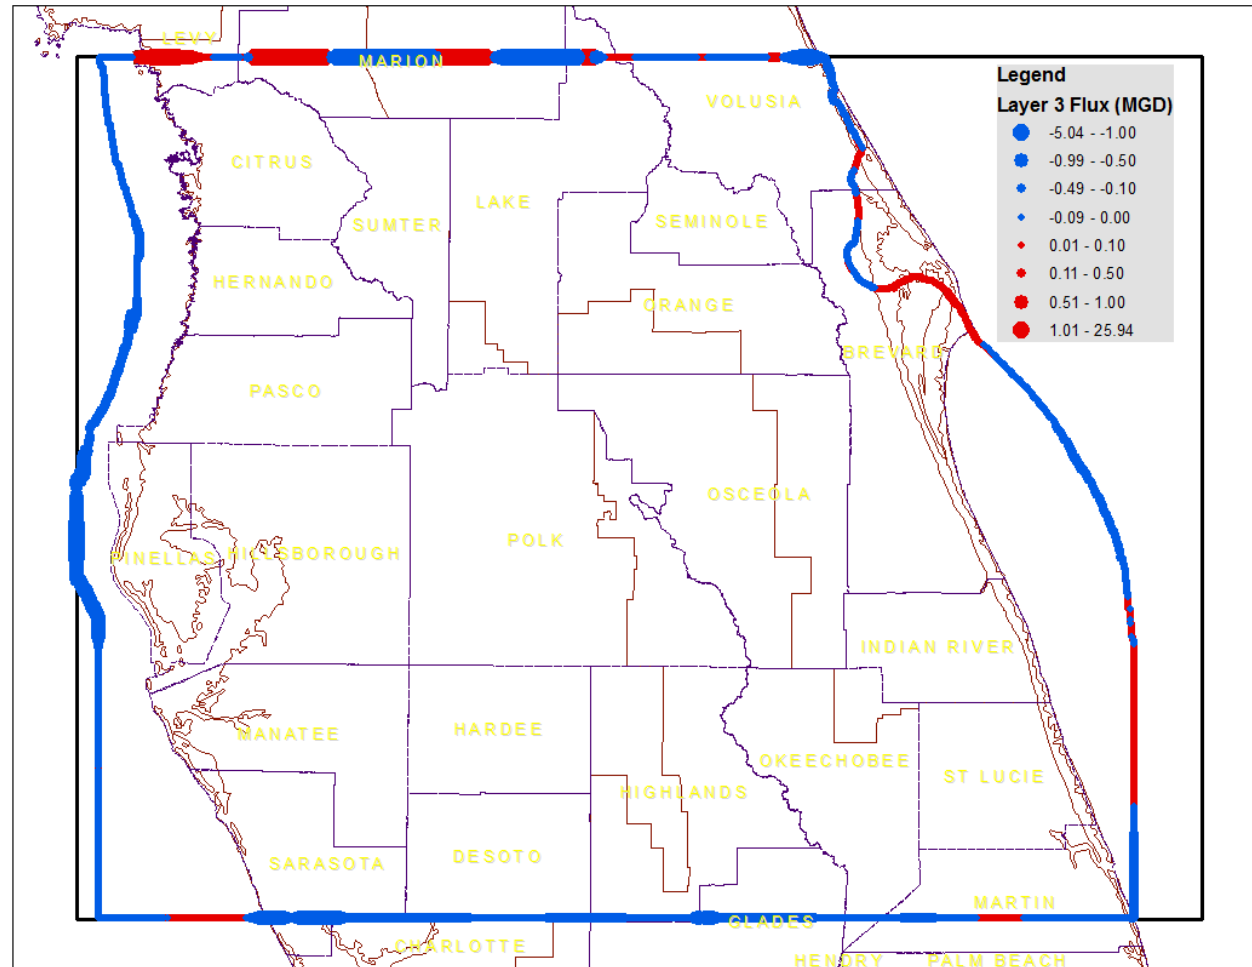 LEVY
MARION
Legend
Layer 3 Flux (MGD)
VOLUSIA
-5.04 - -1.00
-0.99 - -0.50
CITRUS
-0.49 - -0.10
LAKE
-0.09 - 0.00
SUMTER
SEMINOLE
0.01 - 0.10
HERNANDO
0.11 - 0.50
ORANGE
0.51 - 1.00
1.01 - 25.94
BREVARD
PASCO
OSCEOLA
POLK
PINELLAS
HILLSBOROUGH
INDIAN RIVER
MANATEE
HARDEE
OKEECHOBEE
ST LUCIE
HIGHLANDS
SARASOTA
DESOTO
MARTIN
GLADES
CHARLOTTE
HENDRY
PALM BEACH